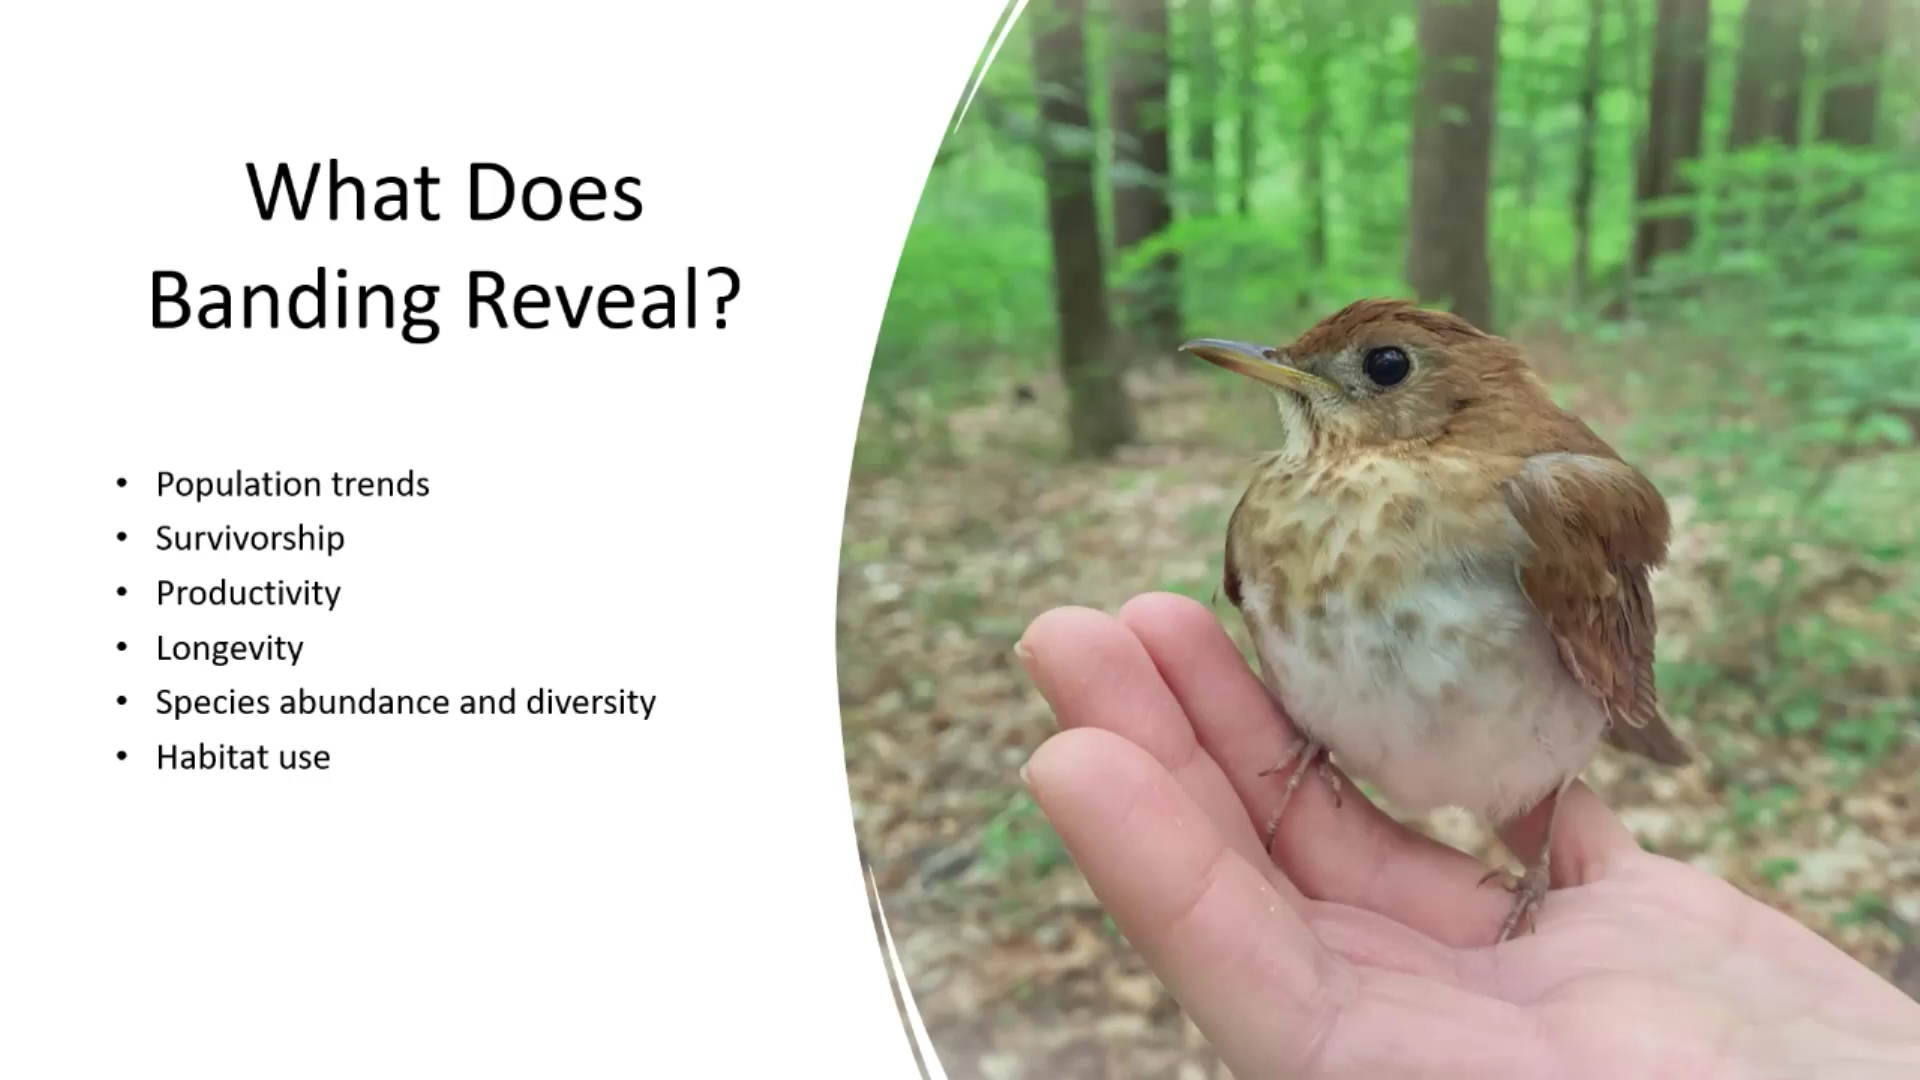 What Does
Banding Reveal?
• Population trends
• Survivorship
• Productivity
• Longevity
• Species abundance and diversity
• Habitat use